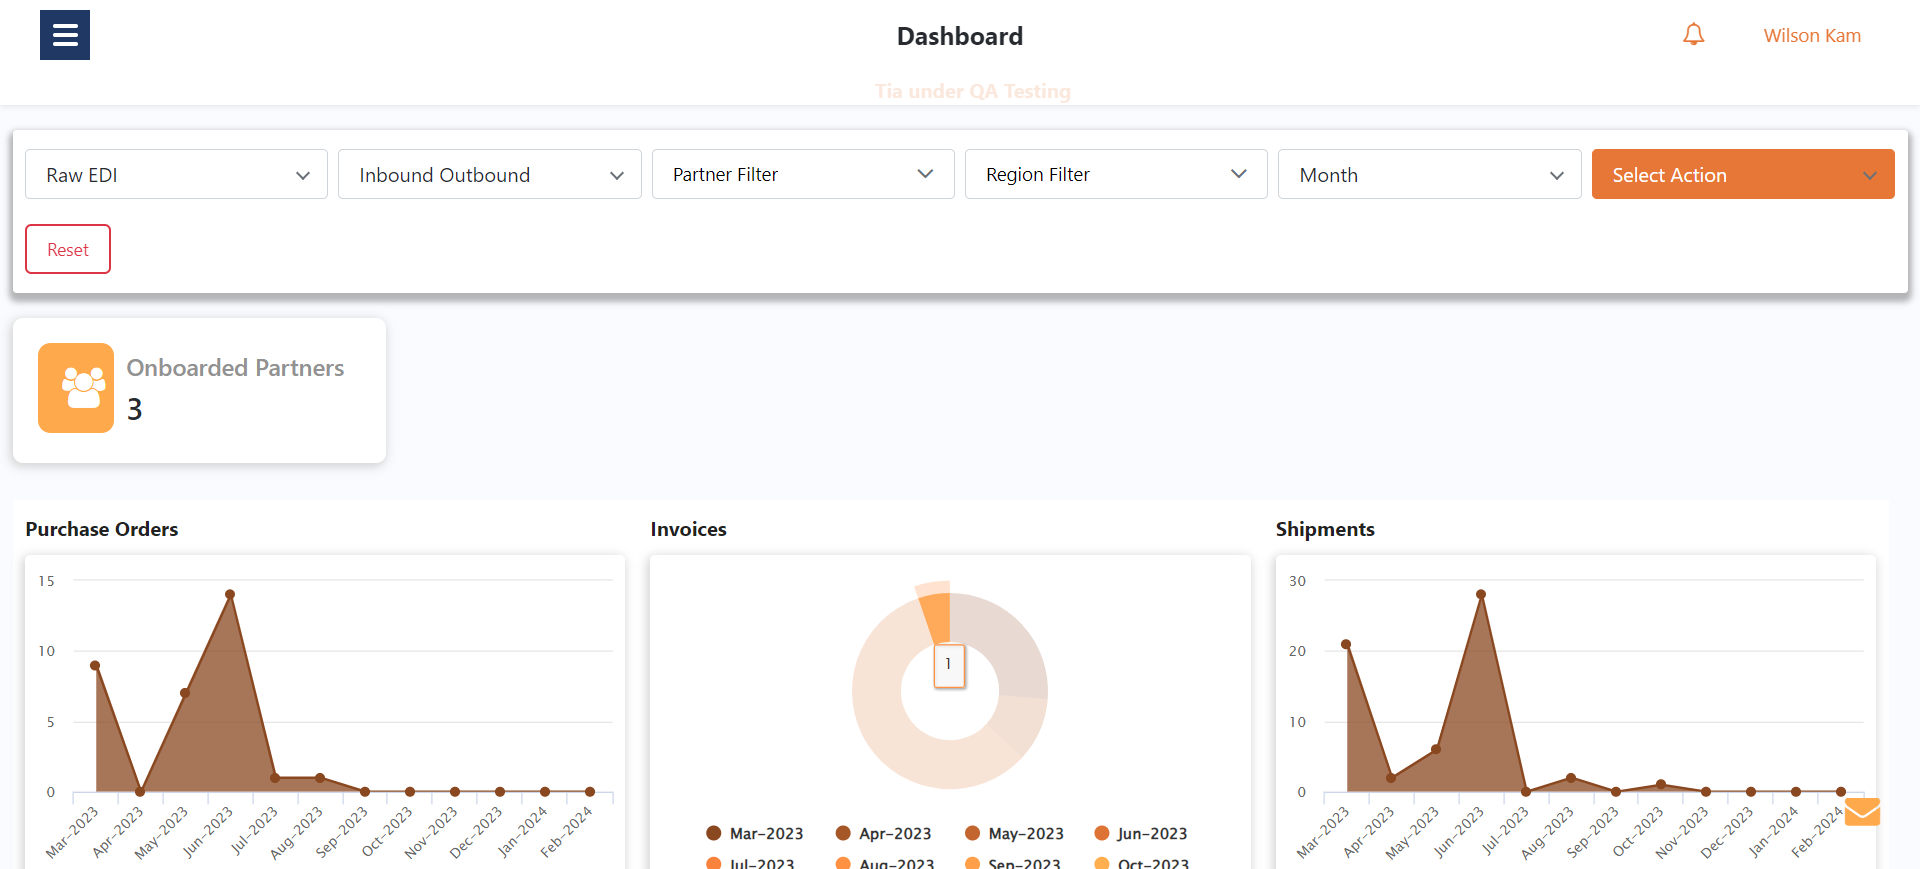 Dashboard
Wilson Kam
Tia under QA Testing
Raw EDI
Inbound Outbound
Partner Filter
Region Filter
Month
Select Action
Reset
Onboarded Partners
3
Purchase Orders
15
10
5
0
Mar-2023
Apr-2023
May-2023
Jun-2023
Jul-2023
Aug-2023
Sep-2023
Oct-2023
Nov-2023
Dec-2023
Jan-2024
Feb-2024
Invoices
1
Mar-2023
Apr-2023
May-2023
Jun-2023
Jul-2023
Aug-2023
Sep-2023
Oct-2023
Shipments
30
20
10
0
Mar-2023
Apr-2023
May-2023
Jun-2023
Jul-2023
Aug-2023
Sep-2023
Oct-2023
Nov-2023
Dec-2023
Jan-2024
Feb-2024